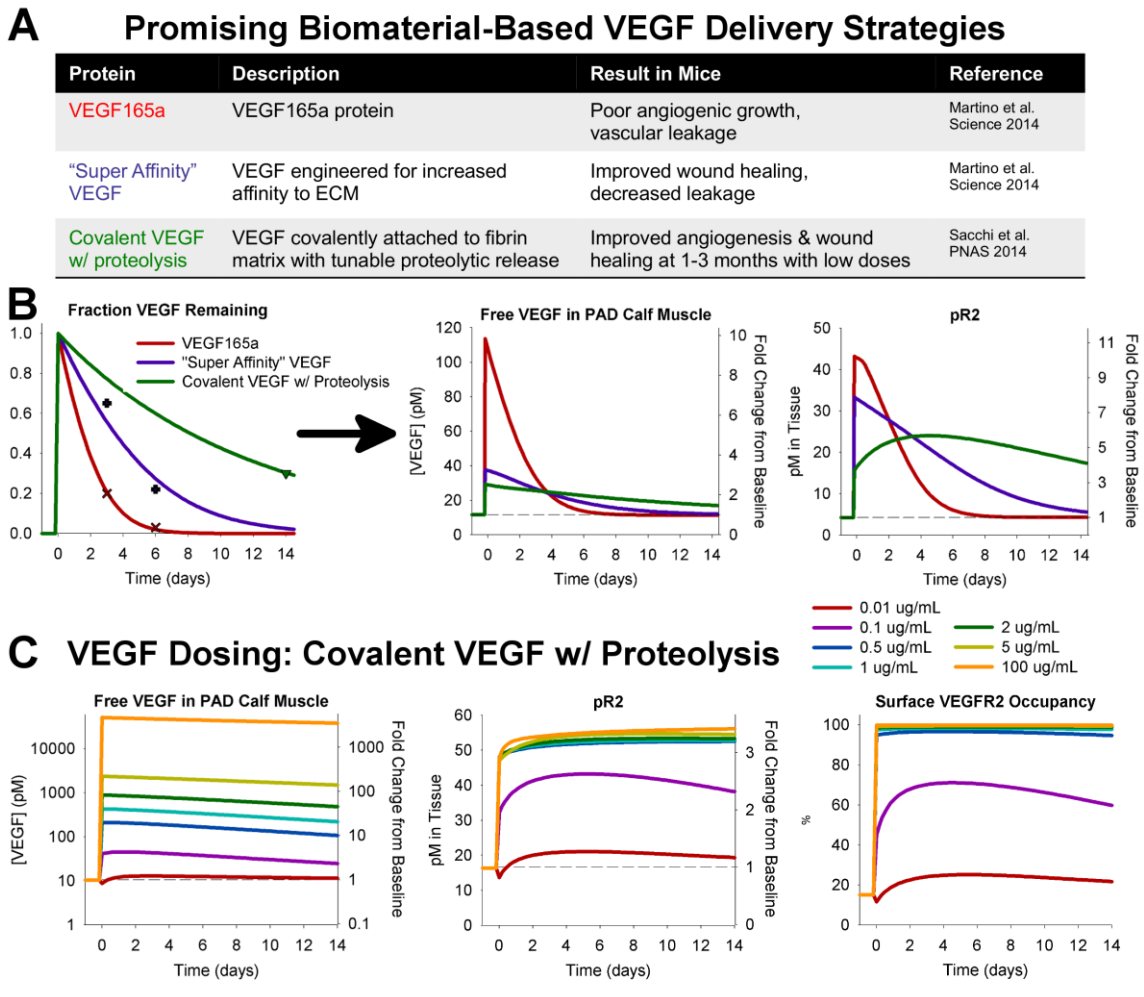 A Promising Biomaterial-Based VEGF Delivery Strategies
Protein Description Result in Mice Reference
VEGF165a VEGF165a protein Poor angiogenic growth, Martino et al.
vascular leakage Science 2014
"Super Affinity" VEGF engineered for increased Improved wound healing, Martino et al.
VEGF affinity to ECM decreased leakage Science 2014
Covalent VEGF VEGF covalently attached to fibrin Improved angiogenesis & wound Sacchi et al.
w/ proteolysis matrix with tunable proteolytic release healing at 1-3 months with low doses PNAS 2014
B
Fraction VEGF Remaining
1.0
0.8
0.6
0.4
0.2
0.0
VEGF165a
"Super Affinity" VEGF
Covalent VEGF w/ Proteolysis
0 2 4 6 8 10 12 14
Time (days)
Free VEGF in PAD Calf Muscle
[VEGF] (pM)
120
100
80
60
40
20
0
10
8
6
4
2
0
Fold Change from Baseline
0 2 4 6 8 10 12 14
Time (days)
pR2
pM in Tissue
50
40
30
20
10
0
11
9
7
5
3
1
Fold Change from Baseline
0 2 4 6 8 10 12 14
Time (days)
C VEGF Dosing: Covalent VEGF w/ Proteolysis
0.01 ug/mL
0.1 ug/mL
0.5 ug/mL
1 ug/mL
2 ug/mL
5 ug/mL
100 ug/mL
Free VEGF in PAD Calf Muscle
[VEGF] (pM)
10000
1000
100
10
1
1000
100
10
1
0.1
Fold Change from Baseline
0 2 4 6 8 10 12 14
Time (days)
pR2
pM in Tissue
60
50
40
30
20
10
0
3
2
1
0
Fold Change from Baseline
0 2 4 6 8 10 12 14
Time (days)
Surface VEGFR2 Occupancy
%
100
80
60
40
20
0
0 2 4 6 8 10 12 14
Time (days)